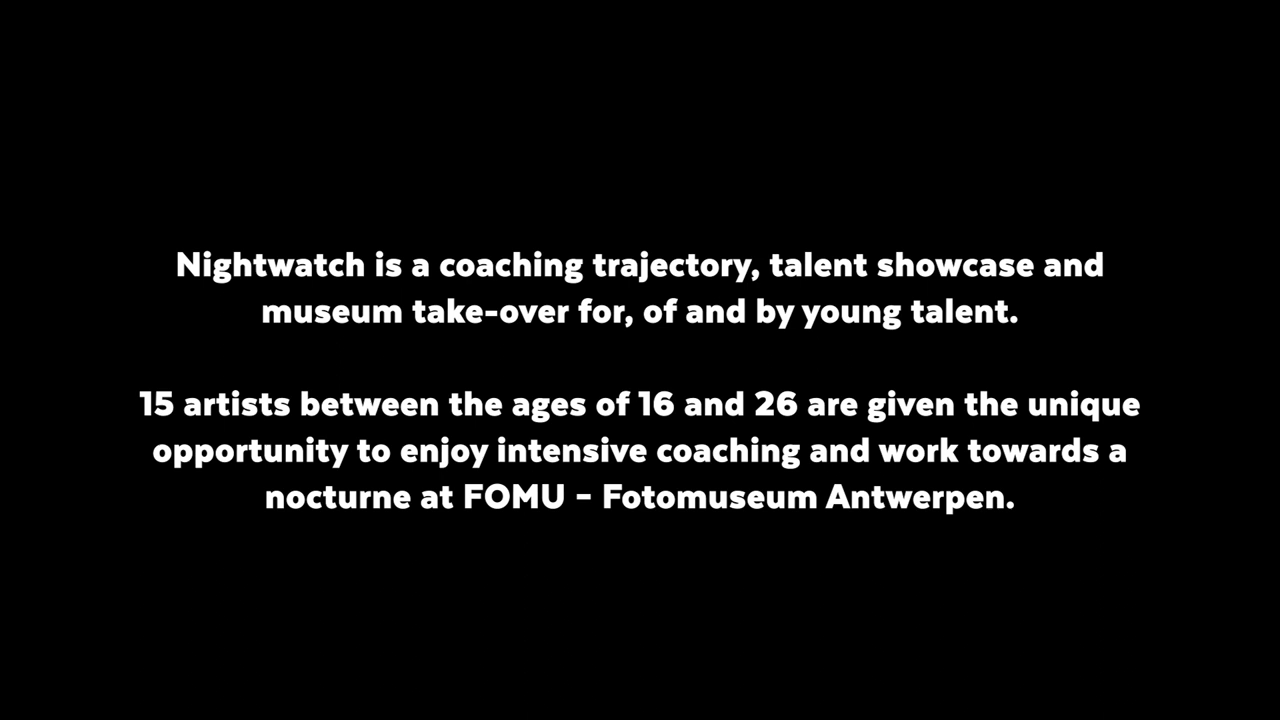 Nightwatch is a coaching trajectory, talent showcase and
museum take-over for, of and by young talent.
15 artists between the ages of 16 and 26 are given the unique
opportunity to enjoy intensive coaching and work towards a
nocturne at FOMU - Fotomuseum Antwerpen.